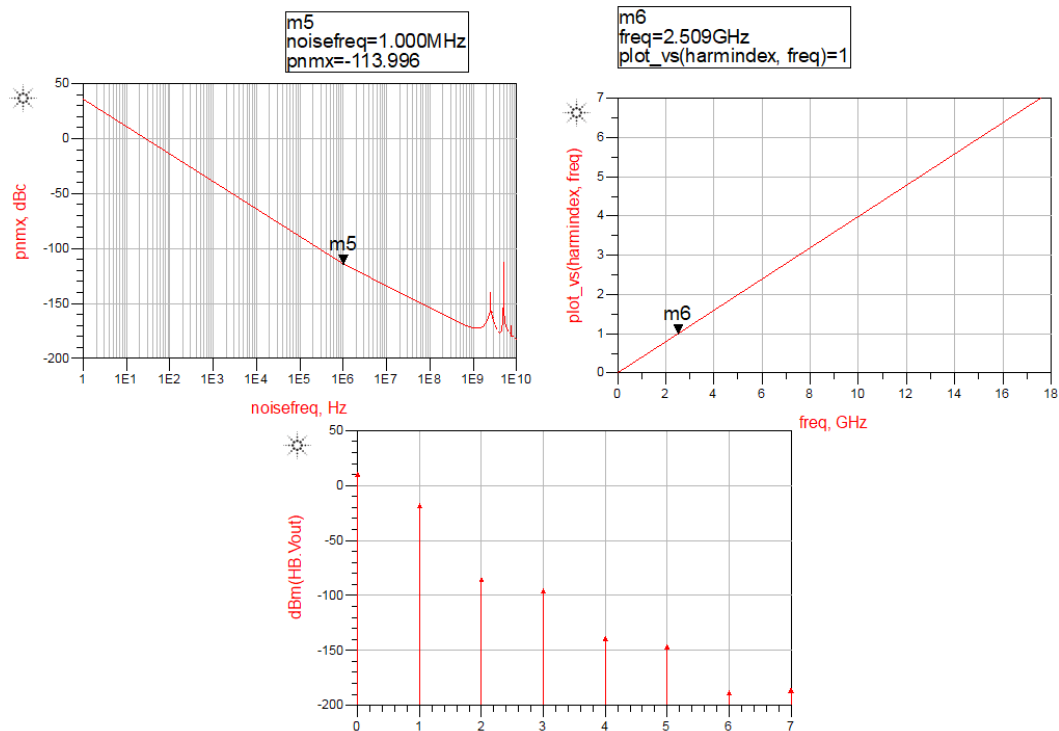 m5
noisefreq=1.000MHz
pnmx=-113.996
m6
freq=2.509GHz
plot_vs(harmindex, freq)=1
50
0
-50
-100
-150
-200
pnmx, dBc
m5
1 1E1 1E2 1E3 1E4 1E5 1E6 1E7 1E8 1E9 1E10
noisefreq, Hz
7
6
5
4
3
2
1
0
plot_vs(harmindex, freq)
m6
0 2 4 6 8 10 12 14 16 18
freq, GHz
50
0
-50
-100
-150
-200
dBm(HB.Vout)
0 1 2 3 4 5 6 7